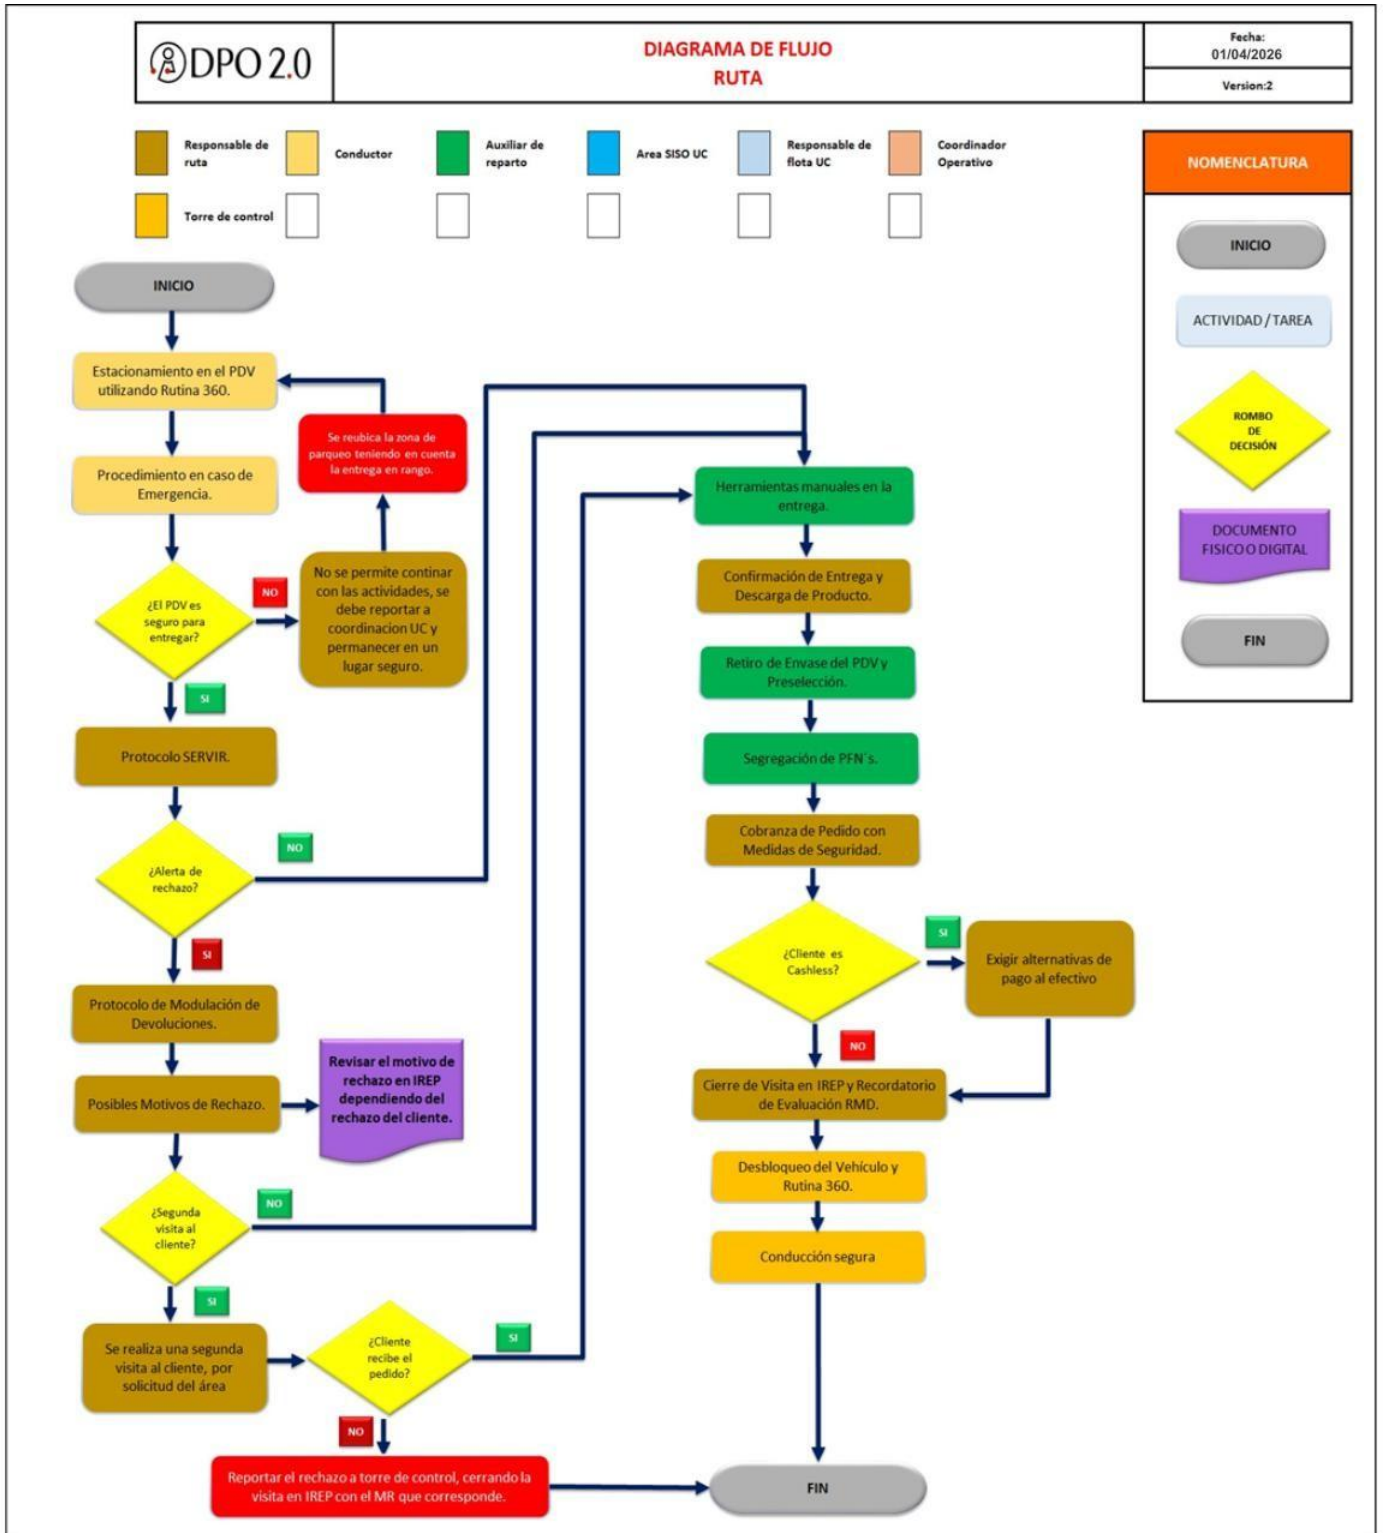 DPO 2.0
DIAGRAMA DE FLUJO
RUTA
Fecha:
01/04/2026
Version:2
Responsable de
ruta
Conductor
Auxiliar de
reparto
Area SISO UC
Responsable de
flota UC
Coordinador
Operativo
Torre de control
NOMENCLATURA
INICIO
ACTIVIDAD / TAREA
ROMBO
DE
DECISIÓN
DOCUMENTO
FISICO O DIGITAL
FIN
INICIO
Estacionamiento en el PDV
utilizando Rutina 360.
Procedimiento en caso de
Emergencia.
¿El PDV es
seguro para
entregar?
NO
No se permite continar
con las actividades, se
debe reportar a
coordinacion UC y
permanecer en un
lugar seguro.
Se reubica la zona de
parqueo teniendo en cuenta
la entrega en rango.
SI
Protocolo SERVIR.
¿Alerta de
rechazo?
NO
SI
Protocolo de Modulación de
Devoluciones.
Posibles Motivos de Rechazo.
Revisar el motivo de
rechazo en IREP
dependiendo del
rechazo del cliente.
¿Segunda
visita al
cliente?
NO
SI
Se realiza una segunda
visita al cliente, por
solicitud del área
¿Cliente
recibe el
pedido?
SI
NO
Reportar el rechazo a torre de control, cerrando la
visita en IREP con el MR que corresponde.
Herramientas manuales en la
entrega.
Confirmación de Entrega y
Descarga de Producto.
Retiro de Envase del PDV y
Preselección.
Segregación de PFN´s.
Cobranza de Pedido con
Medidas de Seguridad.
¿Cliente es
Cashless?
SI
Exigir alternativas de
pago al efectivo
NO
Cierre de Visita en IREP y Recordatorio
de Evaluación RMD.
Desbloqueo del Vehículo y
Rutina 360.
Conducción segura
FIN